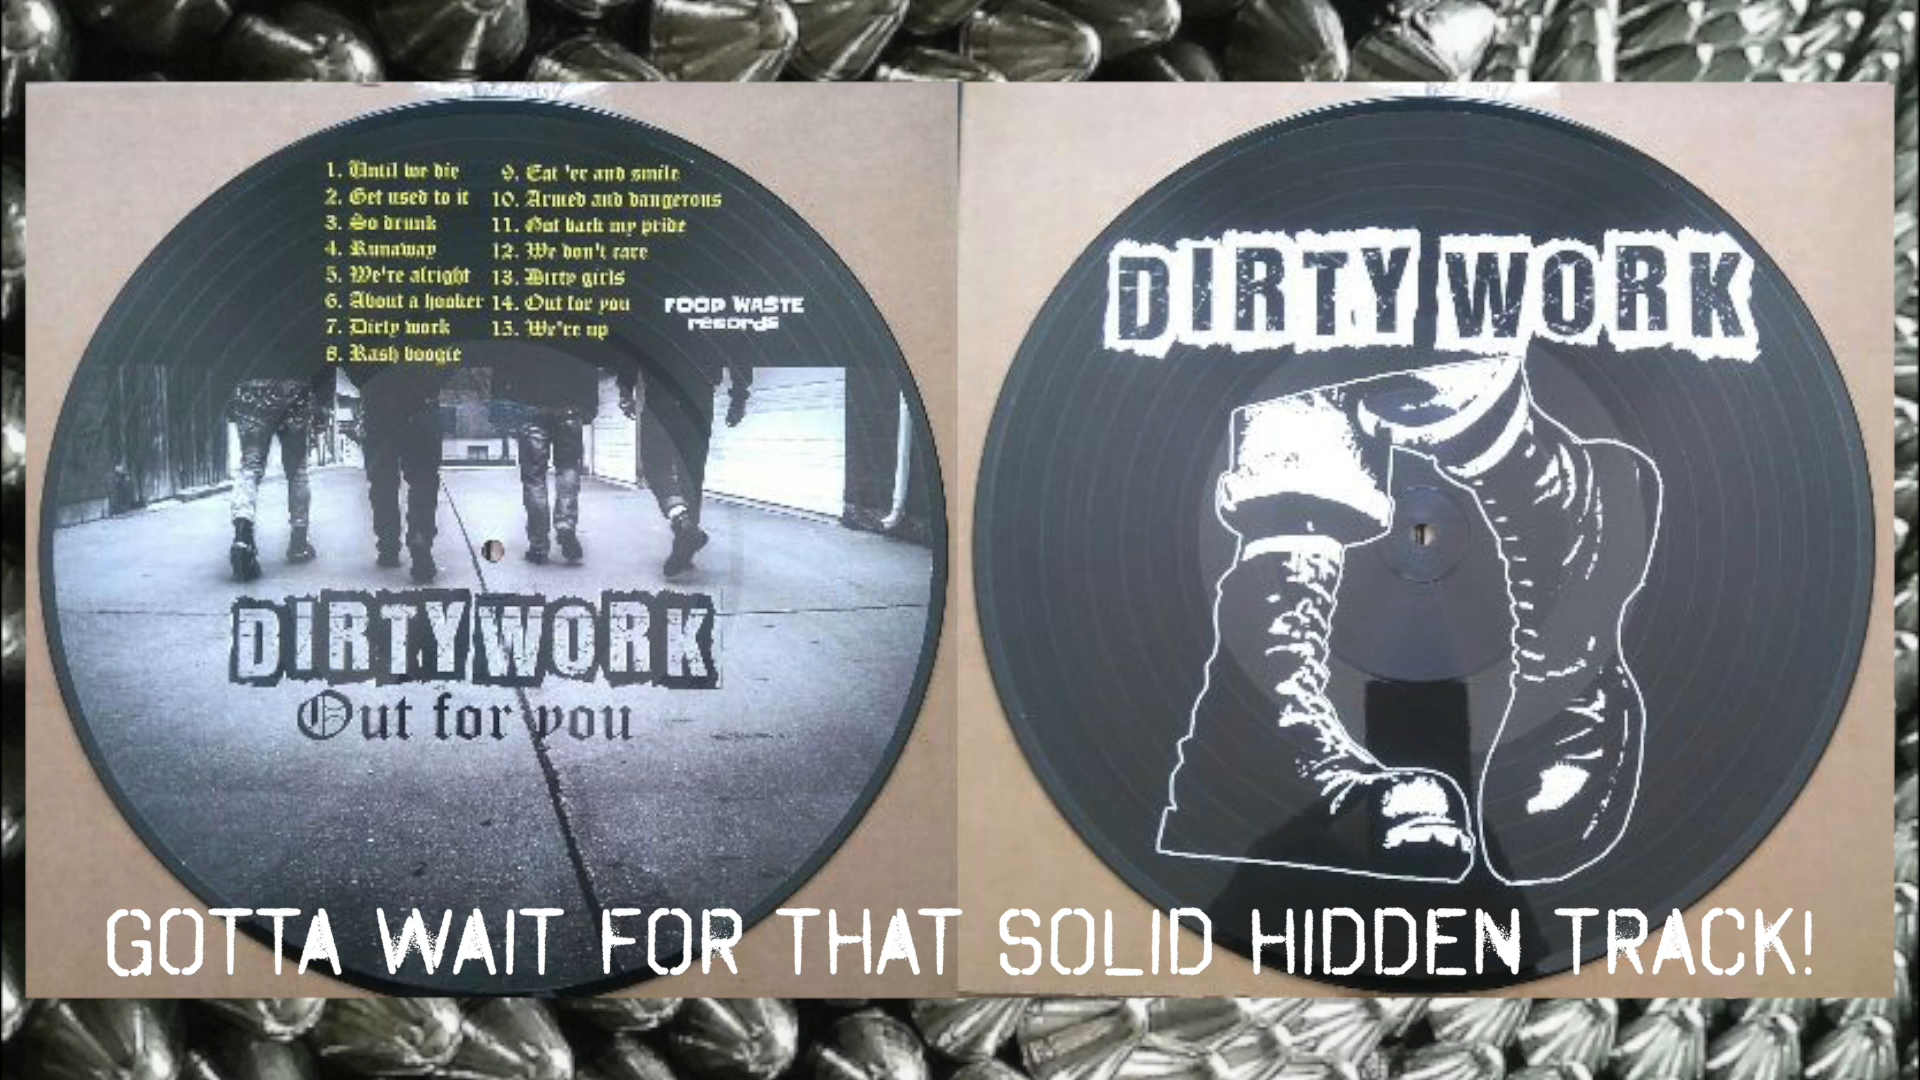 1. Until we die
2. Get used to it
3. So drunk
4. Runaway
5. We're alright
6. About a hooker
7. Dirty work
8. Rash boogie
9. Eat 'er and smile
10. Armed and dangerous
11. Got back my pride
12. We don't care
13. Dirty girls
14. Out for you
15. We're up
FOOD WASTE
records
DIRTY WORK
Out for you
DIRTY WORK
GOTTA WAIT FOR THAT SOLID HIDDEN TRACK!